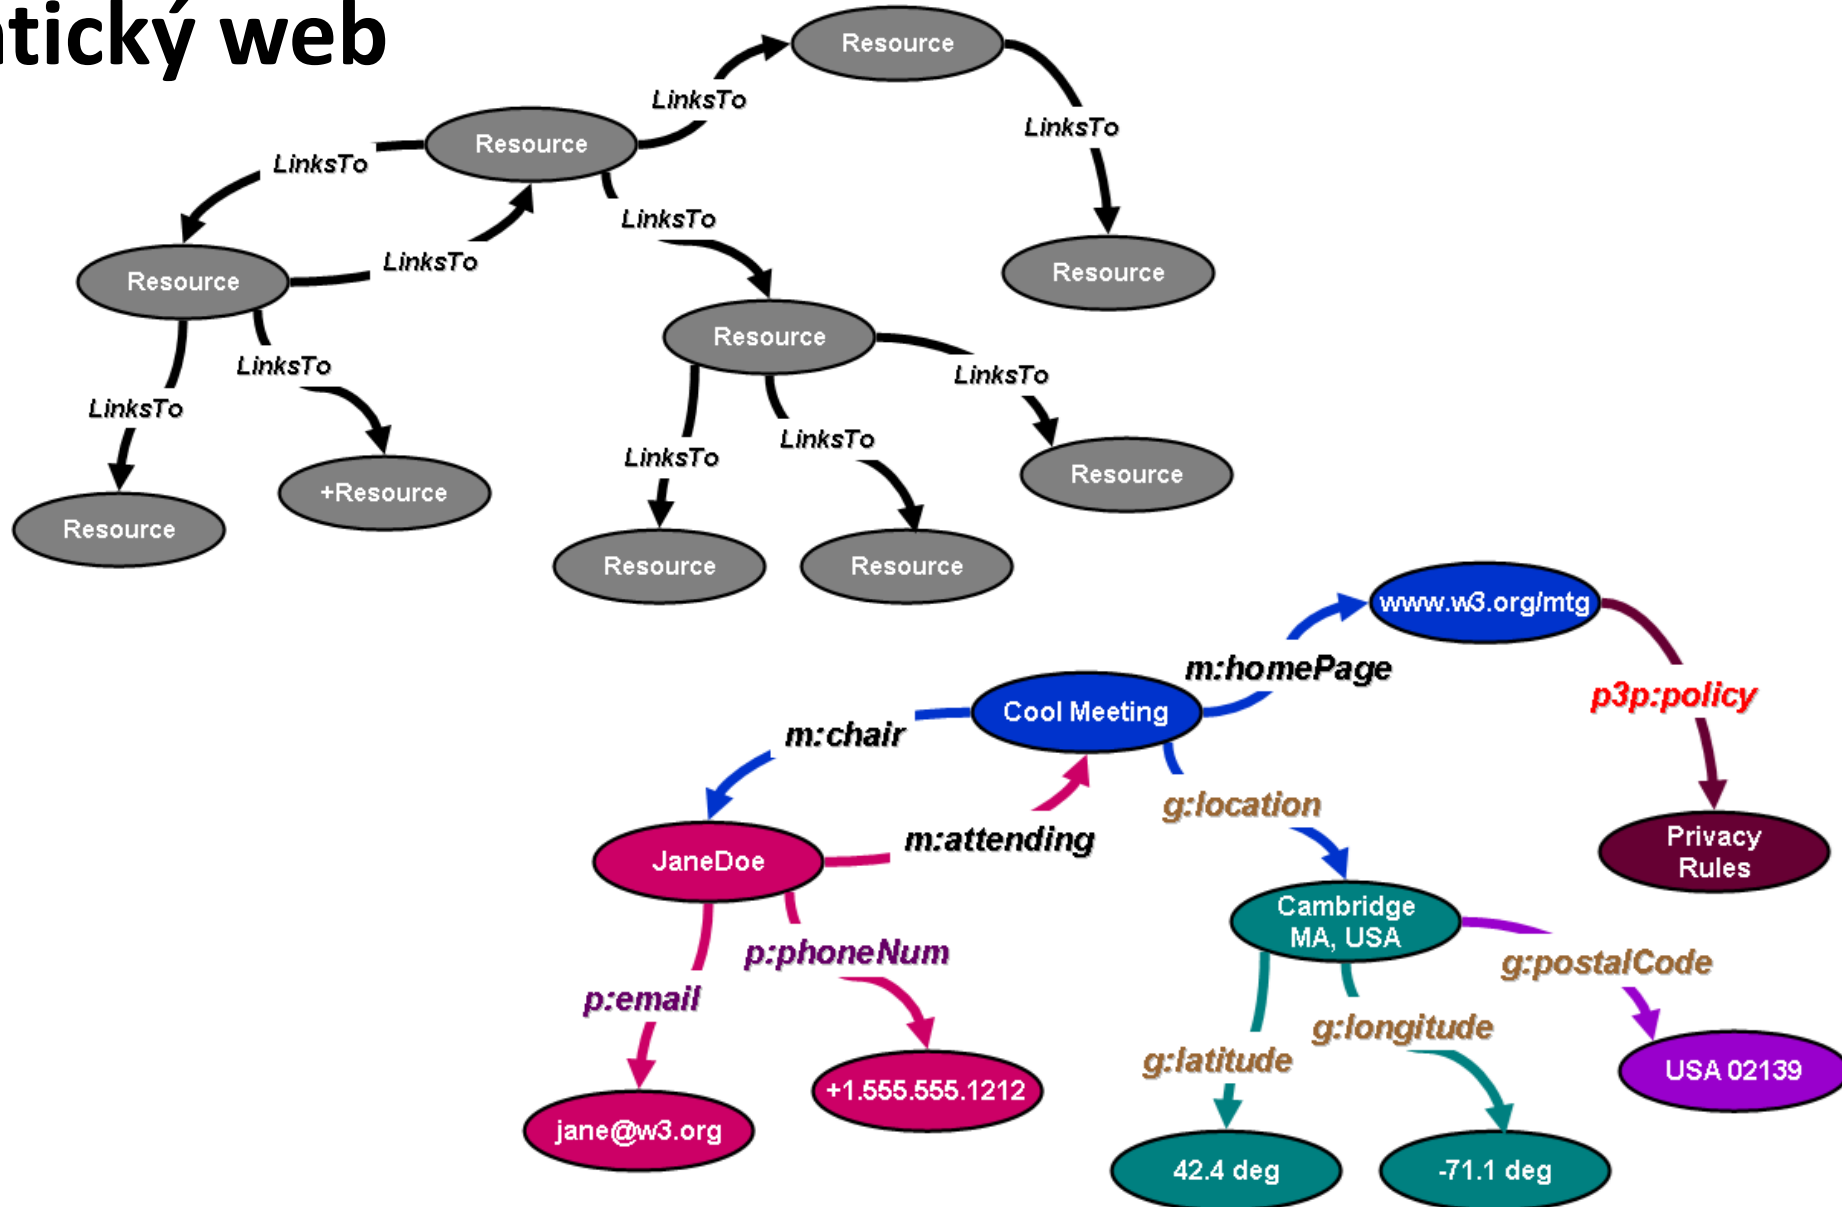 tický web
Resource
LinksTo
Resource
LinksTo
LinksTo
LinksTo
LinksTo
Resource
Resource
LinksTo
Resource
LinksTo
LinksTo
LinksTo
LinksTo
LinksTo
Resource
+Resource
Resource
Resource
Resource
www.w3.org/mtg
m:homePage
p3p:policy
Cool Meeting
m:chair
g:location
m:attending
Privacy
Rules
JaneDoe
Cambridge
MA, USA
p:phoneNum
g:postalCode
p:email
g:longitude
g:latitude
USA 02139
+1.555.555.1212
jane@w3.org
42.4 deg
-71.1 deg